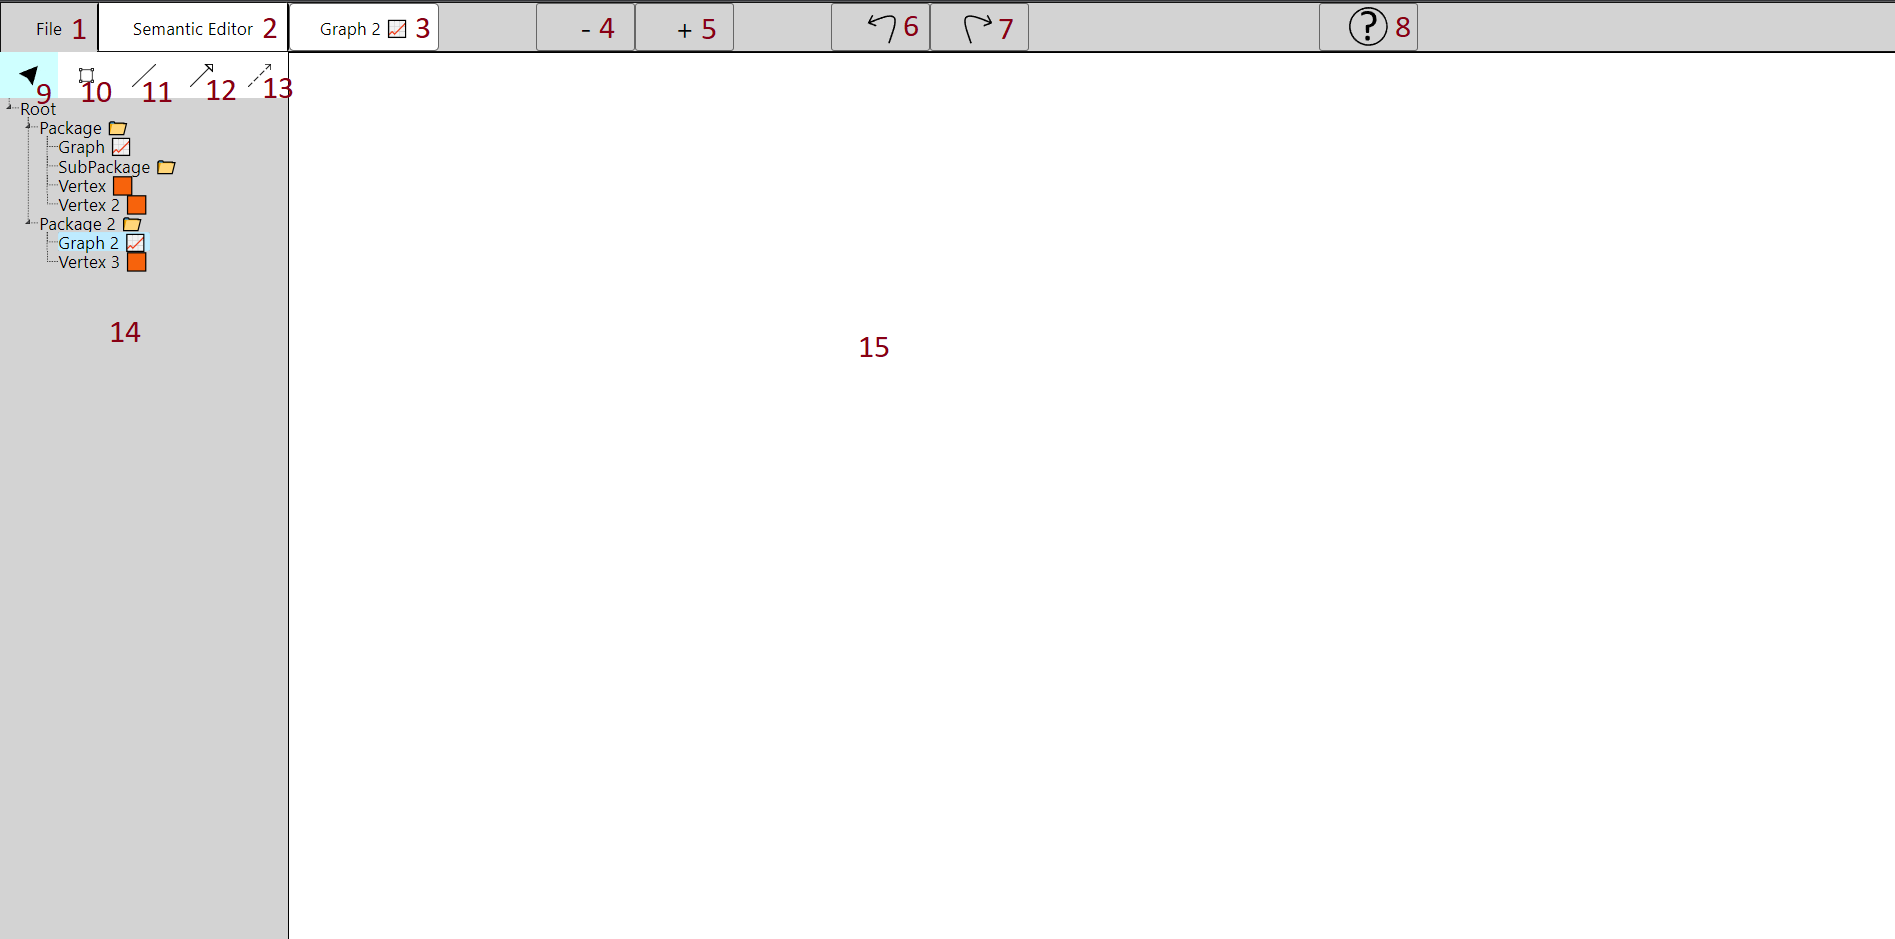 File 1 Semantic Editor 2 Graph 2 3 - 4 + 5 6 7 ? 8
9 10 11 12 13
Root
Package
Graph
SubPackage
Vertex
Vertex 2
Package 2
Graph 2
Vertex 3
14
15